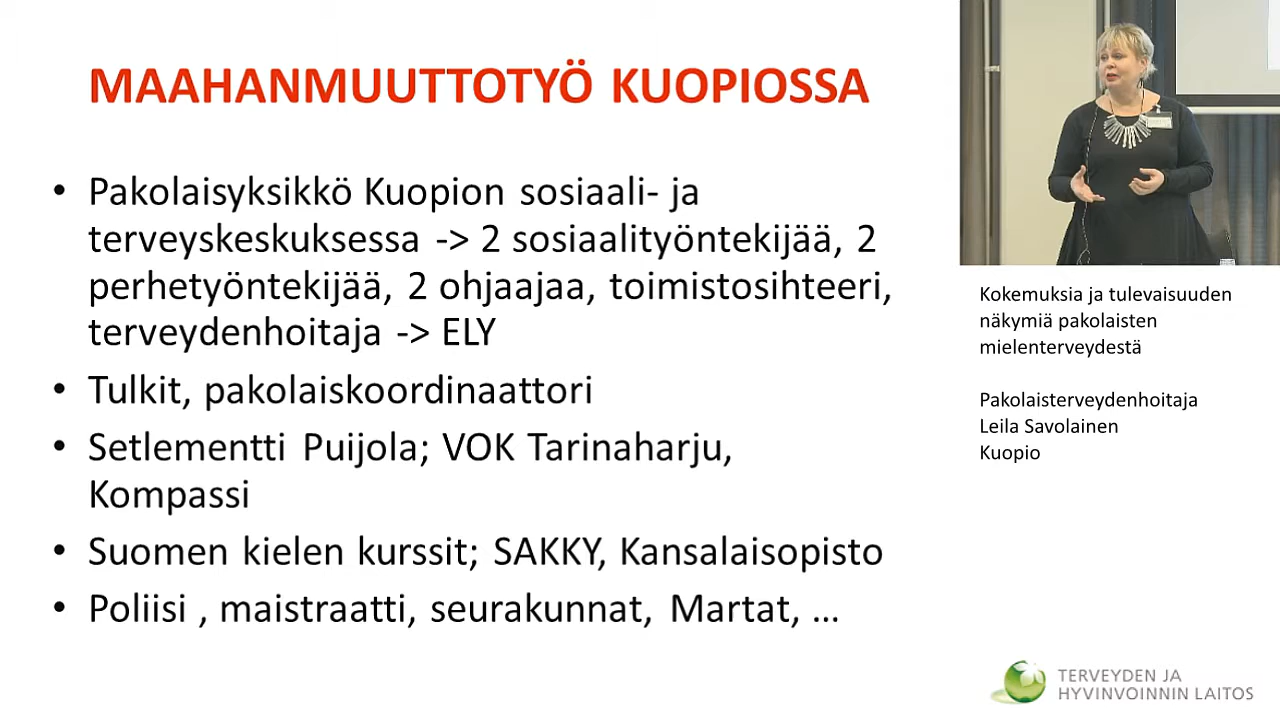 MAAHANMUUTTOTYÖ KUOPIOSSA
• Pakolaisyksikkö Kuopion sosiaali- ja
terveyskeskuksessa -> 2 sosiaalityöntekijää, 2
perhetyöntekijää, 2 ohjaajaa, toimistosihteeri,
terveydenhoitaja -> ELY
• Tulkit, pakolaiskoordinaattori
• Setlementti Puijola; VOK Tarinaharju,
Kompassi
• Suomen kielen kurssit; SAKKY, Kansalaisopisto
• Poliisi , maistraatti, seurakunnat, Martat, ...
Kokemuksia ja tulevaisuuden
näkymiä pakolaisten
mielenterveydestä
Pakolaisterveydenhoitaja
Leila Savolainen
Kuopio
TERVEYDEN JA
HYVINVOINNIN LAITOS